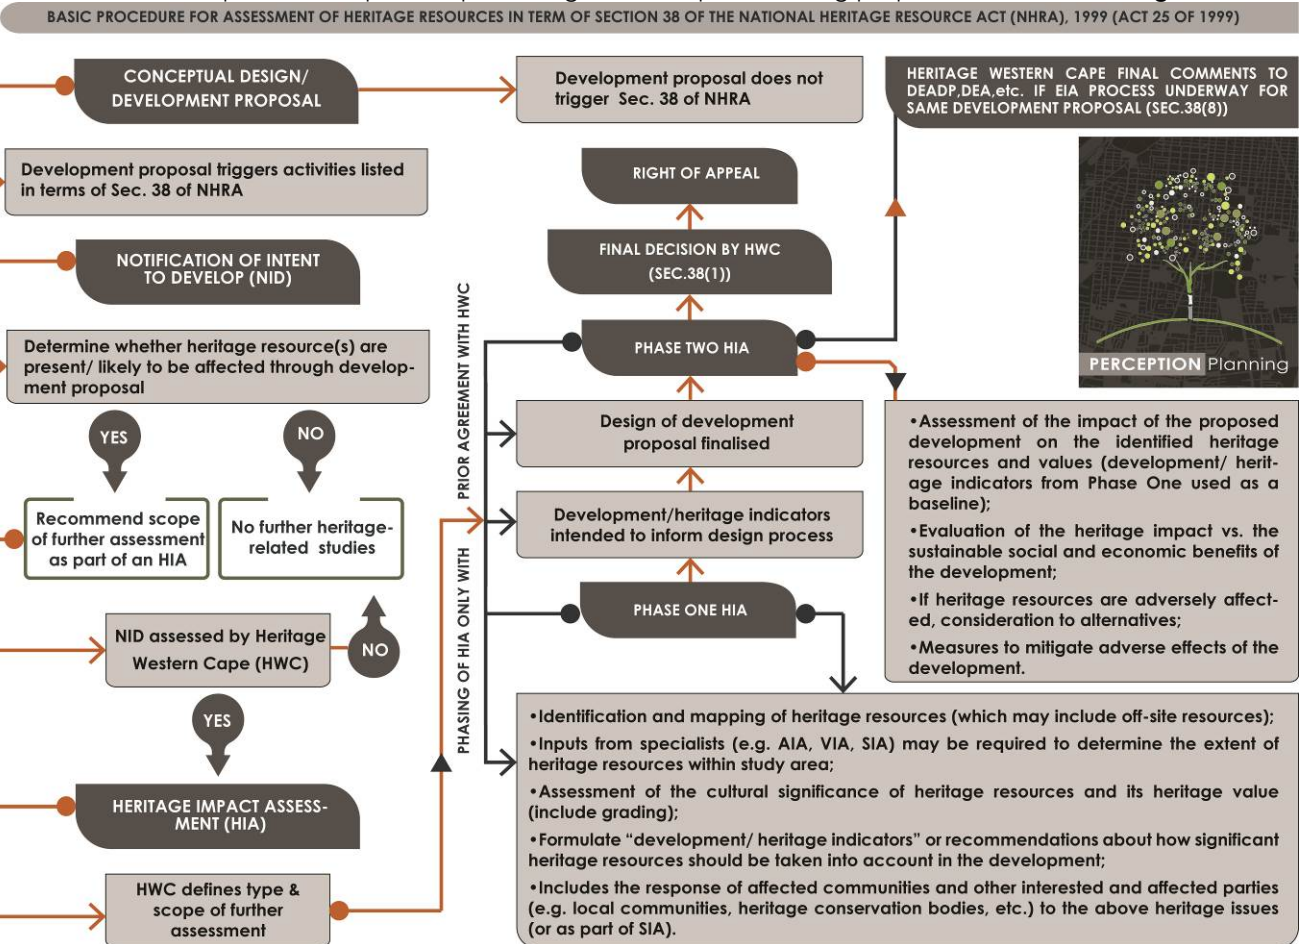 BASIC PROCEDURE FOR ASSESSMENT OF HERITAGE RESOURCES IN TERM OF SECTION 38 OF THE NATIONAL HERITAGE RESOURCE ACT (NHRA), 1999 (ACT 25 OF 1999)
CONCEPTUAL DESIGN/
DEVELOPMENT PROPOSAL
Development proposal does not
trigger Sec. 38 of NHRA
HERITAGE WESTERN CAPE FINAL COMMENTS TO
DEADP,DEA,etc. IF EIA PROCESS UNDERWAY FOR
SAME DEVELOPMENT PROPOSAL (SEC.38(8))
Development proposal triggers activities listed
in terms of Sec. 38 of NHRA
NOTIFICATION OF INTENT
TO DEVELOP (NID)
Determine whether heritage resource(s) are
present/ likely to be affected through develop-
ment proposal
YES
NO
Recommend scope
of further assessment
as part of an HIA
No further heritage-
related studies
NID assessed by Heritage
Western Cape (HWC)
NO
YES
HERITAGE IMPACT ASSESS-
MENT (HIA)
HWC defines type &
scope of further
assessment
PHASING OF HIA ONLY WITH PRIOR AGREEMENT WITH HWC
RIGHT OF APPEAL
FINAL DECISION BY HWC
(SEC.38(1))
PHASE TWO HIA
Design of development
proposal finalised
Development/heritage indicators
intended to inform design process
PHASE ONE HIA
PERCEPTION Planning
•Assessment of the impact of the proposed
development on the identified heritage
resources and values (development/ herit-
age indicators from Phase One used as a
baseline);
•Evaluation of the heritage impact vs. the
sustainable social and economic benefits of
the development;
•If heritage resources are adversely affect-
ed, consideration to alternatives;
•Measures to mitigate adverse effects of the
development.
•Identification and mapping of heritage resources (which may include off-site resources);
•Inputs from specialists (e.g. AIA, VIA, SIA) may be required to determine the extent of
heritage resources within study area;
•Assessment of the cultural significance of heritage resources and its heritage value
(include grading);
•Formulate “development/ heritage indicators” or recommendations about how significant
heritage resources should be taken into account in the development;
•Includes the response of affected communities and other interested and affected parties
(e.g. local communities, heritage conservation bodies, etc.) to the above heritage issues
(or as part of SIA).